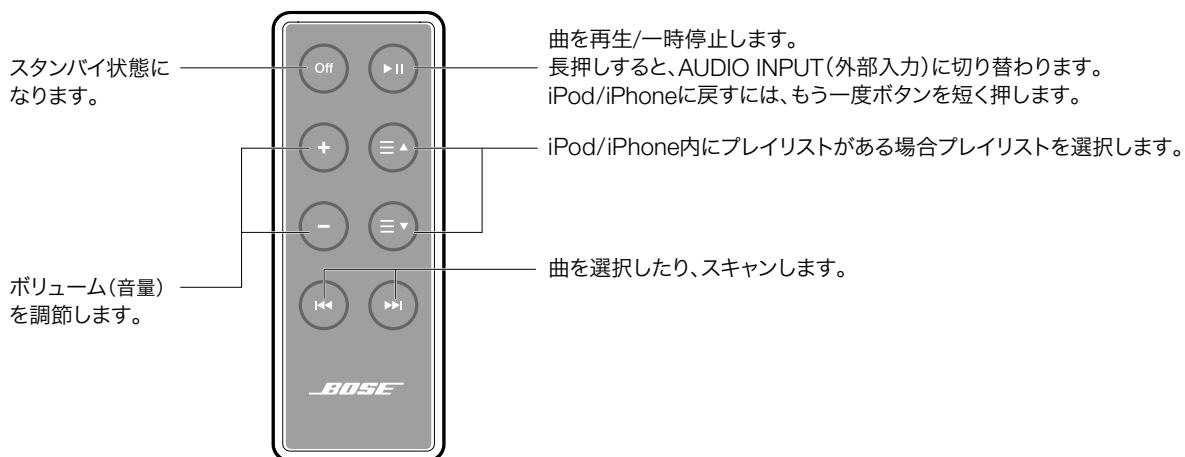 スタンバイ状態に
なります。
Off
曲を再生/一時停止します。
長押しすると、AUDIO INPUT（外部入力）に切り替わります。
iPod/iPhoneに戻すには、もう一度ボタンを短く押します。
iPod/iPhone内にプレイリストがある場合プレイリストを選択します。
曲を選択したり、スキャンします。
ボリューム（音量）
を調節します。
BOSE